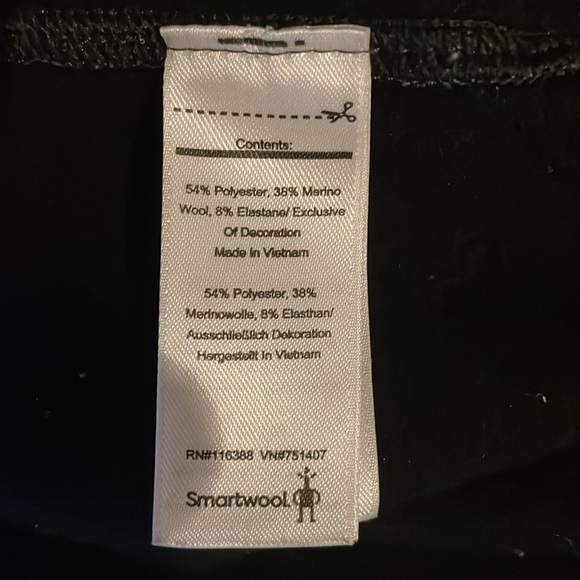 Contents:
54% Polyester, 38% Merino
Wool, 8% Elastane/ Exclusive
Of Decoration
Made In Vietnam
54% Polyester, 38%
Merinowolle, 8% Elasthan/
Ausschließlich Dekoration
Hergestellt In Vietnam
RN#116388 VN#751407
Smartwool.